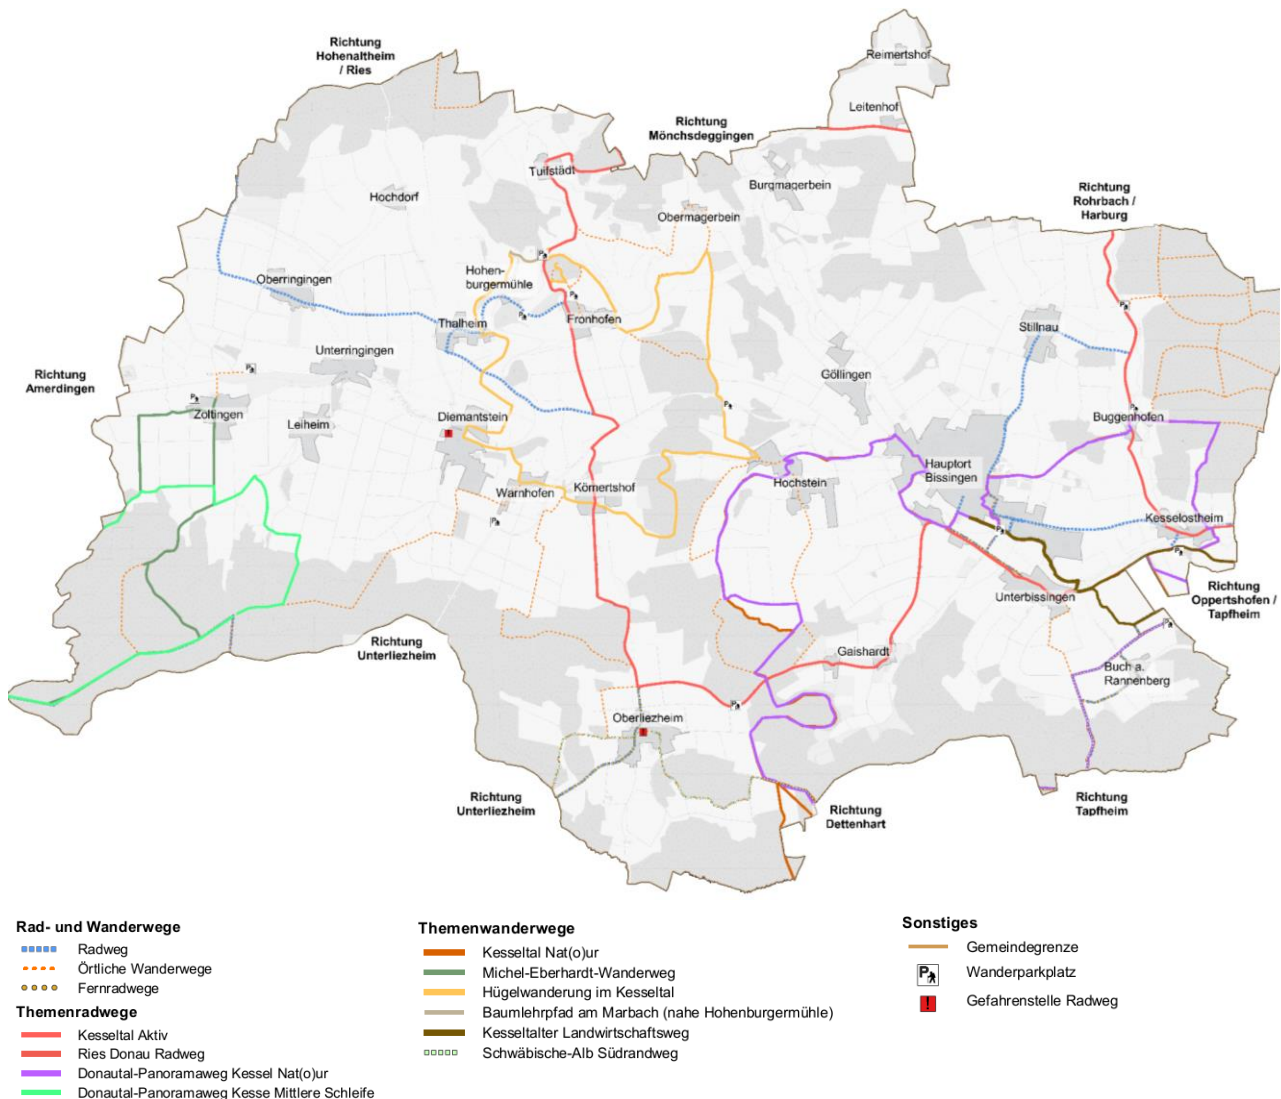 Richtung
Hohenaltheim
/ Ries
Reimertshof
Leitenhof
Richtung
Mönchsdeggingen
Tuifstädt
Burgmagerbein
Hochdorf
Richtung
Rohrbach /
Harburg
Obermagerbein
Oberringingen
Hohen-
burgermühle
Fronhofen
Thalheim
Stillnau
Unterringingen
Richtung
Amerdingen
Göllingen
Zoltingen
Leiheim
Diemantstein
Buggenhofen
Hauptort
Bissingen
Hochstein
Warnhofen
Römertshof
Kesselostheim
Unterbissingen
Richtung
Oppertshofen /
Tapfheim
Richtung
Unterliezheim
Gaishardt
Buch a.
Rannenberg
Oberliezheim
Richtung
Unterliezheim
Richtung
Dettenhart
Richtung
Tapfheim
Rad- und Wanderwege
Radweg
Örtliche Wanderwege
Fernradwege
Themenradwege
Kesseltal Aktiv
Ries Donau Radweg
Donautal-Panoramaweg Kessel Nat(o)ur
Donautal-Panoramaweg Kesse Mittlere Schleife
Themenwanderwege
Kesseltal Nat(o)ur
Michel-Eberhardt-Wanderweg
Hügelwanderung im Kesseltal
Baumlehrpfad am Marbach (nahe Hohenburgermühle)
Kesseltalter Landwirtschaftsweg
Schwäbische-Alb Südrandweg
Sonstiges
Gemeindegrenze
P Wanderparkplatz
! Gefahrenstelle Radweg